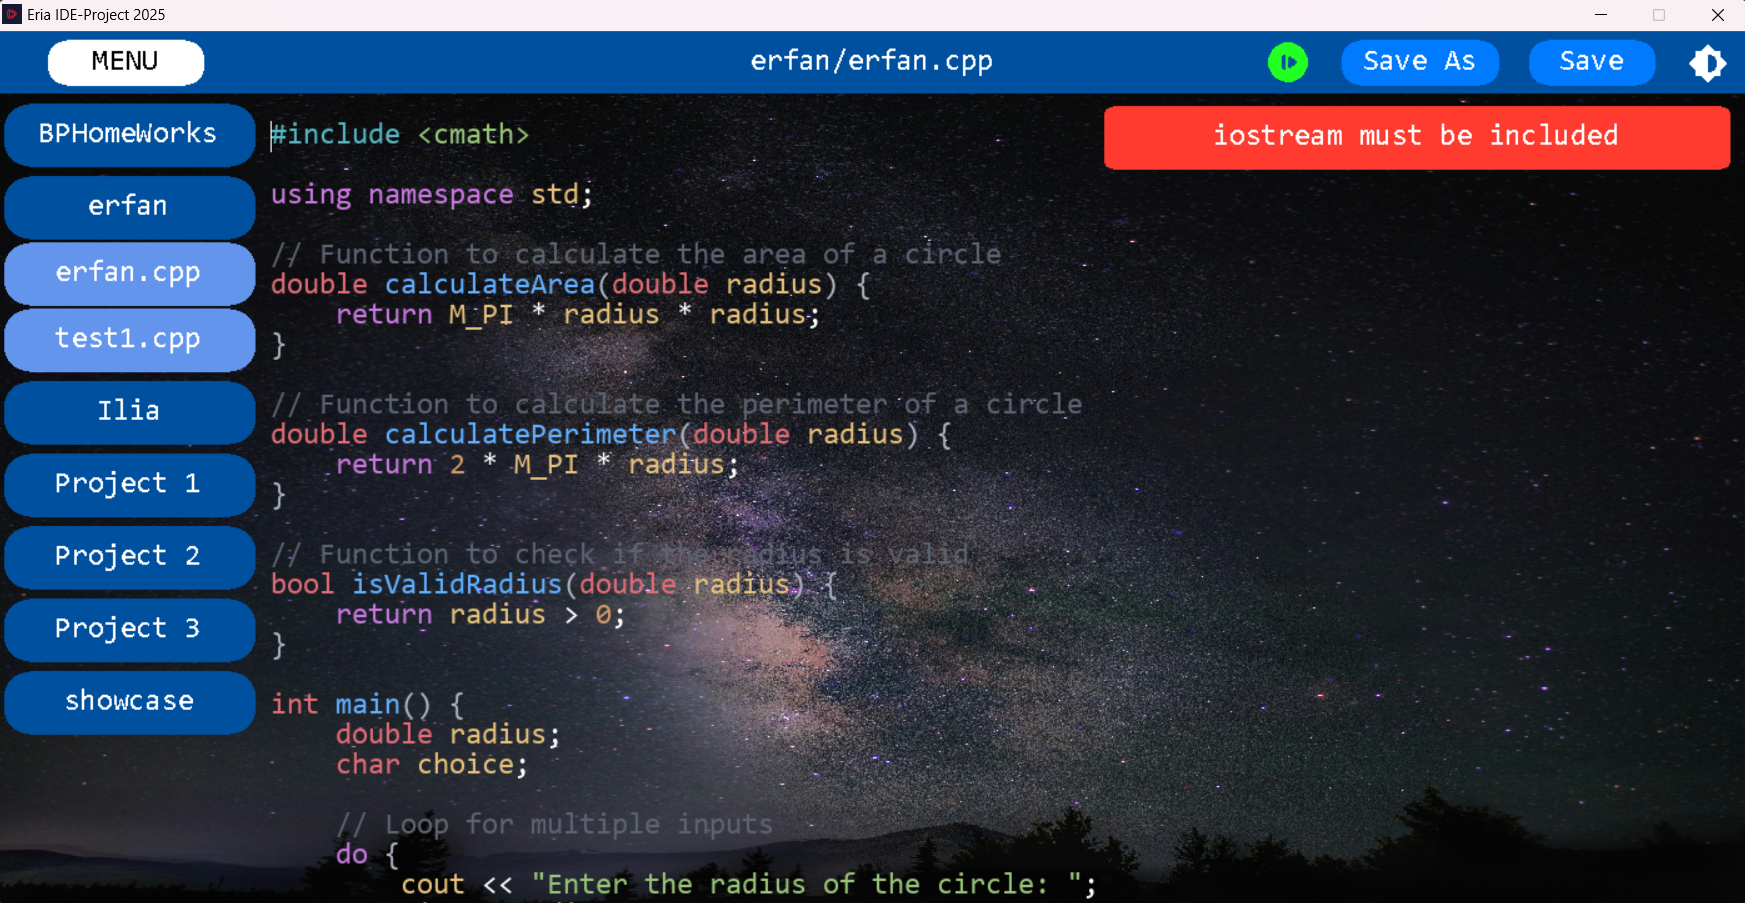 Eria IDE-Project 2025
MENU
erfan/erfan.cpp
Save As
Save
BPHomeWorks
erfan
erfan.cpp
test1.cpp
Ilia
Project 1
Project 2
Project 3
showcase
#include <cmath>
using namespace std;
// Function to calculate the area of a circle
double calculateArea(double radius) {
return M_PI * radius * radius;
}
// Function to calculate the perimeter of a circle
double calculatePerimeter(double radius) {
return 2 * M_PI * radius;
}
// Function to check if the radius is valid
bool isValidRadius(double radius) {
return radius > 0;
}
int main() {
double radius;
char choice;
// Loop for multiple inputs
do {
cout << "Enter the radius of the circle: ";
iostream must be included